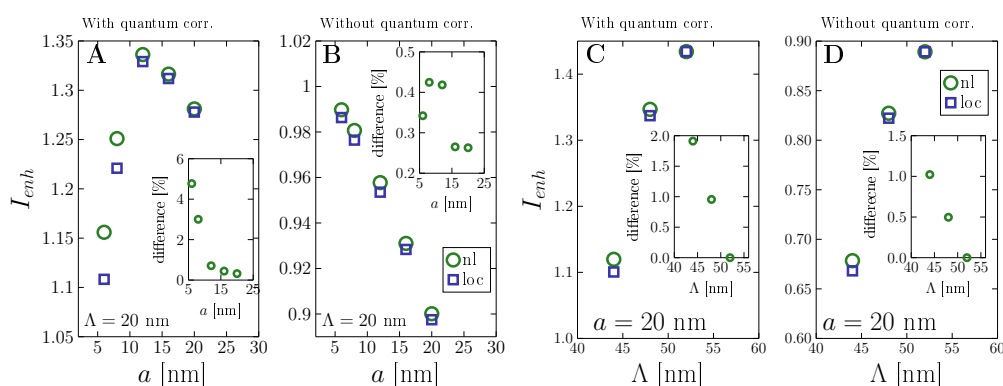 With quantum corr.
A
I_enh
1.35
1.3
1.25
1.2
1.15
1.1
1.05
5 10 15 20 25 30
a [nm]
Λ = 20 nm
difference [%]
6
4
2
0
5 15 25
a [nm]
Without quantum corr.
B
1.02
1
0.98
0.96
0.94
0.92
0.9
5 10 15 20 25 30
a [nm]
Λ = 20 nm
nl
loc
difference [%]
0.5
0.4
0.3
0.2
5 15 25
a [nm]
With quantum corr.
C
I_enh
1.4
1.3
1.2
1.1
1.0
40 45 50 55 60
Λ [nm]
a = 20 nm
difference [%]
2.0
1.5
1.0
0.5
0.0
40 45 50 55
Λ [nm]
Without quantum corr.
D
0.90
0.85
0.80
0.75
0.70
0.65
0.60
40 45 50 55 60
Λ [nm]
a = 20 nm
nl
loc
differecne [%]
1.5
1.0
0.5
0.0
40 45 50 55
Λ [nm]